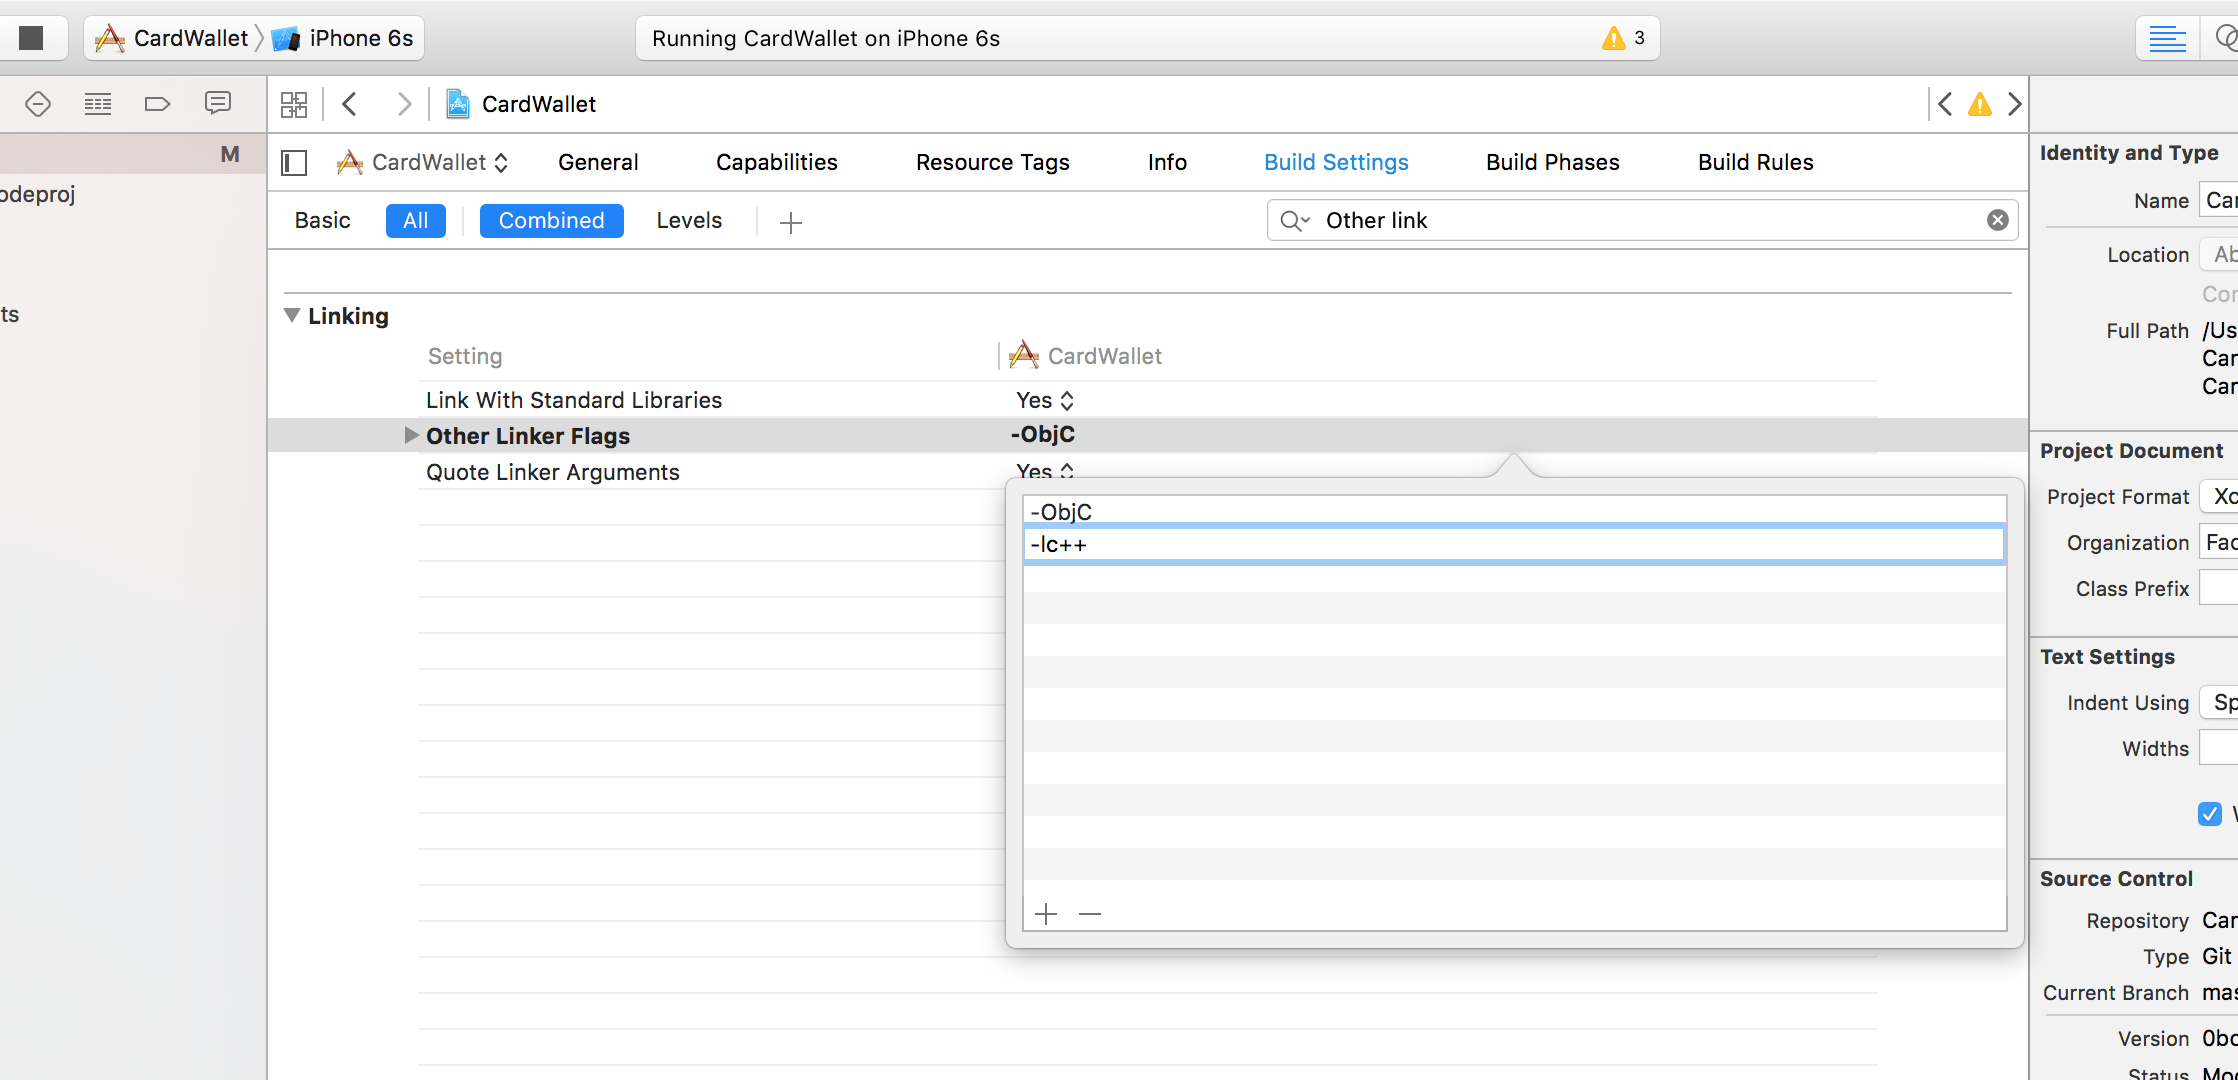 CardWallet iPhone 6s
Running CardWallet on iPhone 6s 3
CardWallet
M
odeproj
ts
CardWallet General Capabilities Resource Tags Info Build Settings Build Phases Build Rules
Basic All Combined Levels Other link
Linking
Setting CardWallet
Link With Standard Libraries Yes
Other Linker Flags -ObjC
Quote Linker Arguments Yes
-ObjC
-lc++
Identity and Type
Name Car
Location Ab
Cor
Full Path /Us
Car
Car
Project Document
Project Format Xc
Organization Fac
Class Prefix
Text Settings
Indent Using Sp
Widths
Source Control
Repository Car
Type Git
Current Branch mas
Version 0bc
Status Mod